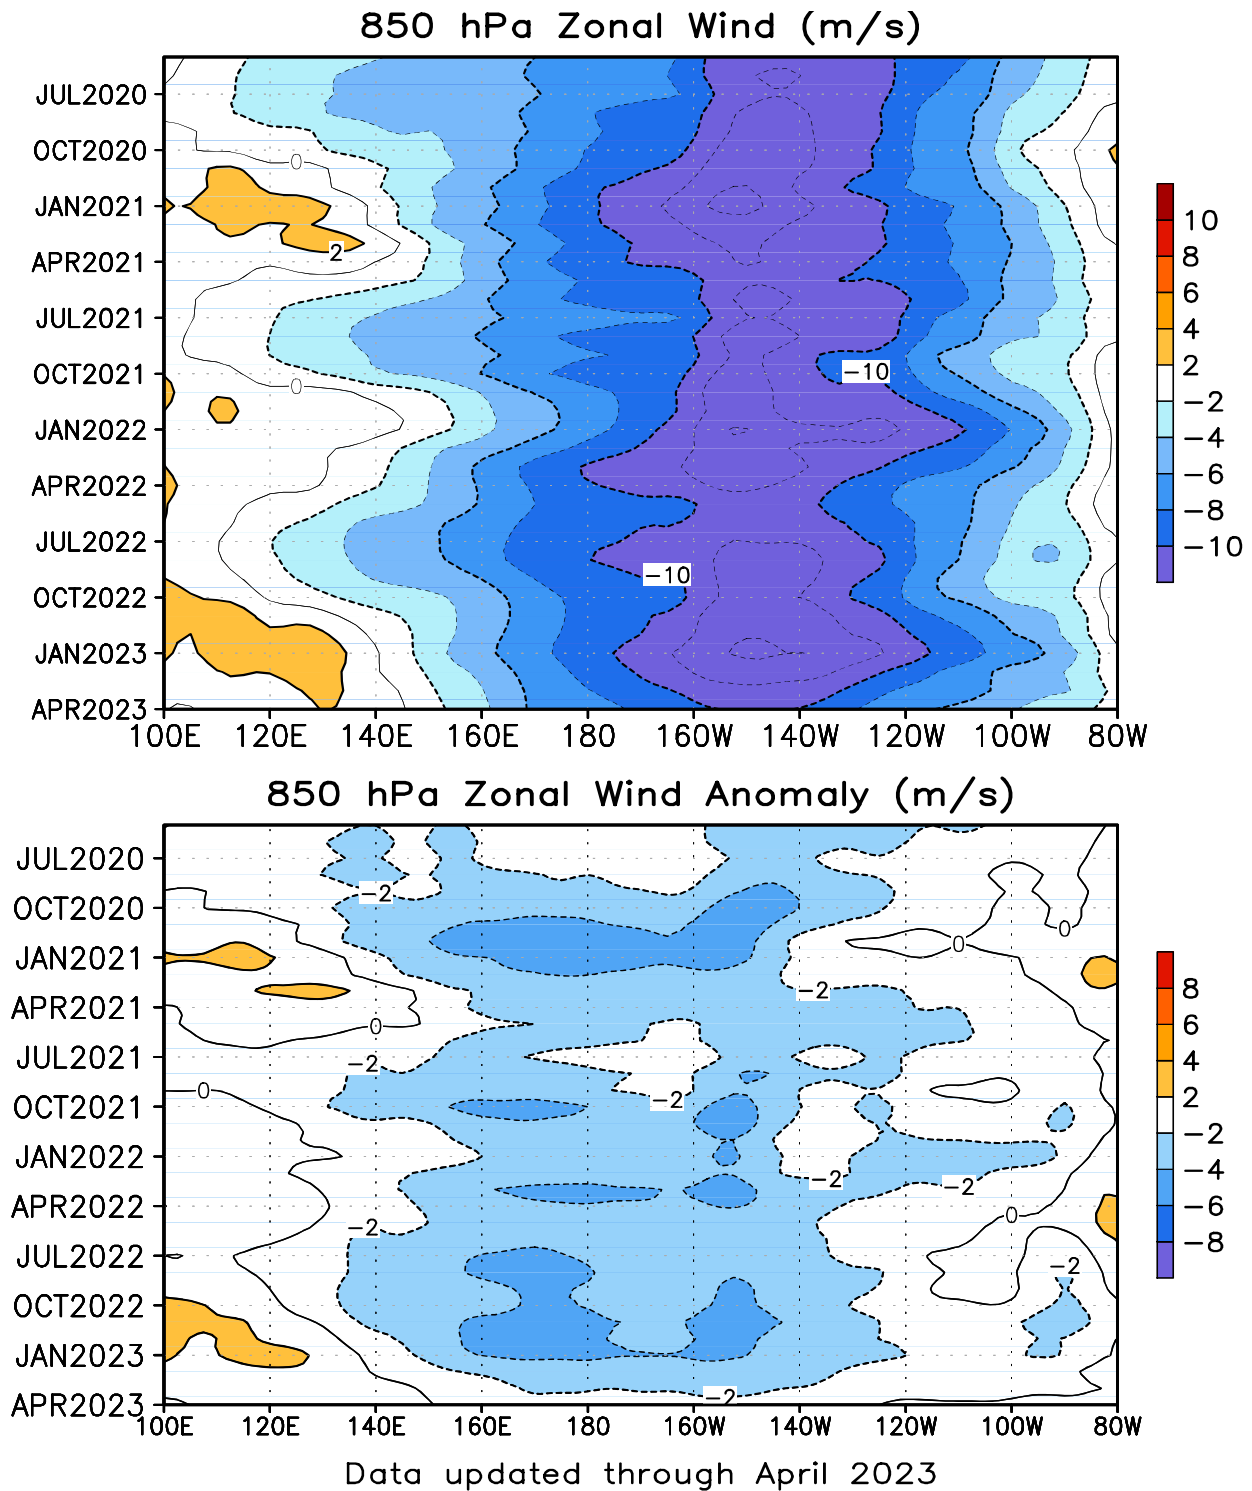 850 hPa Zonal Wind (m/s)
JUL2020
OCT2020
JAN2021
APR2021
JUL2021
OCT2021
JAN2022
APR2022
JUL2022
OCT2022
JAN2023
APR2023
0
2
0
-10
-10
100E 120E 140E 160E 180 160W 140W 120W 100W 80W
10
8
6
4
2
-2
-4
-6
-8
-10
850 hPa Zonal Wind Anomaly (m/s)
JUL2020
OCT2020
JAN2021
APR2021
JUL2021
OCT2021
JAN2022
APR2022
JUL2022
OCT2022
JAN2023
APR2023
-2
0
0
-2
0
-2
0
-2
-2
-2
0
-2
-2
-2
100E 120E 140E 160E 180 160W 140W 120W 100W 80W
8
6
4
2
-2
-4
-6
-8
Data updated through April 2023